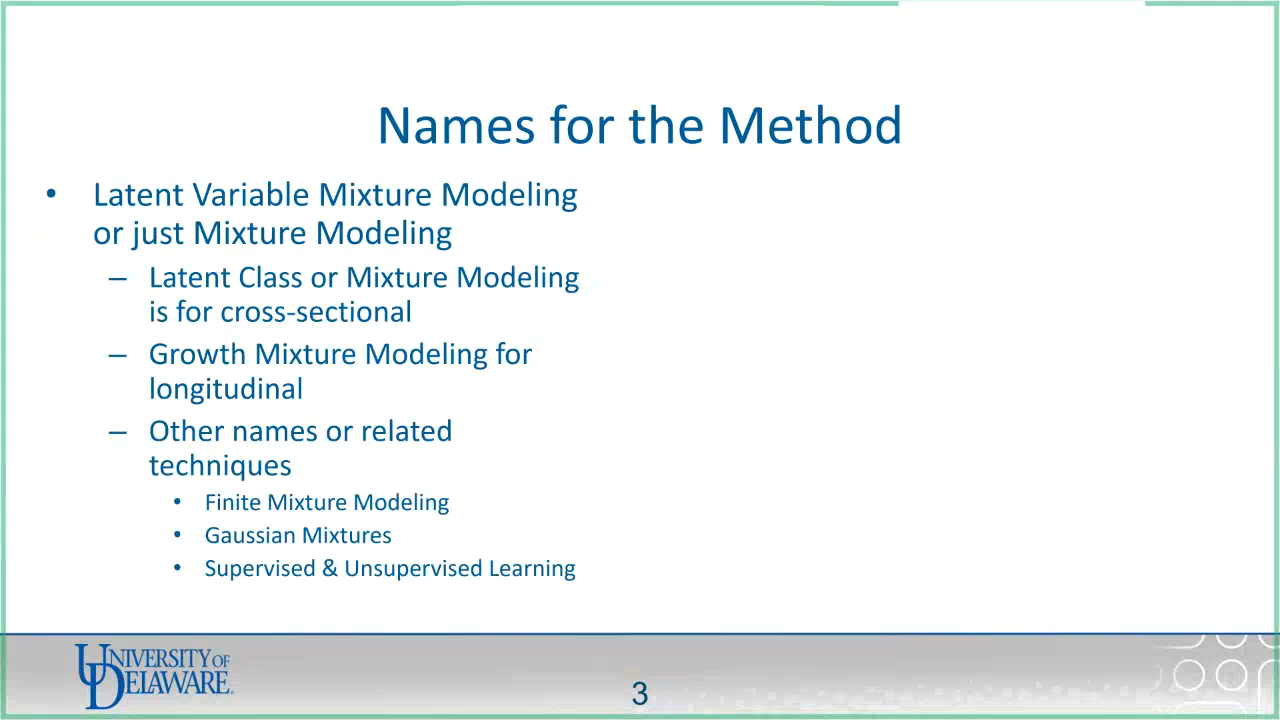 Names for the Method
• Latent Variable Mixture Modeling
or just Mixture Modeling
– Latent Class or Mixture Modeling
is for cross-sectional
– Growth Mixture Modeling for
longitudinal
– Other names or related
techniques
• Finite Mixture Modeling
• Gaussian Mixtures
• Supervised & Unsupervised Learning
UNIVERSITY OF
DELAWARE
3